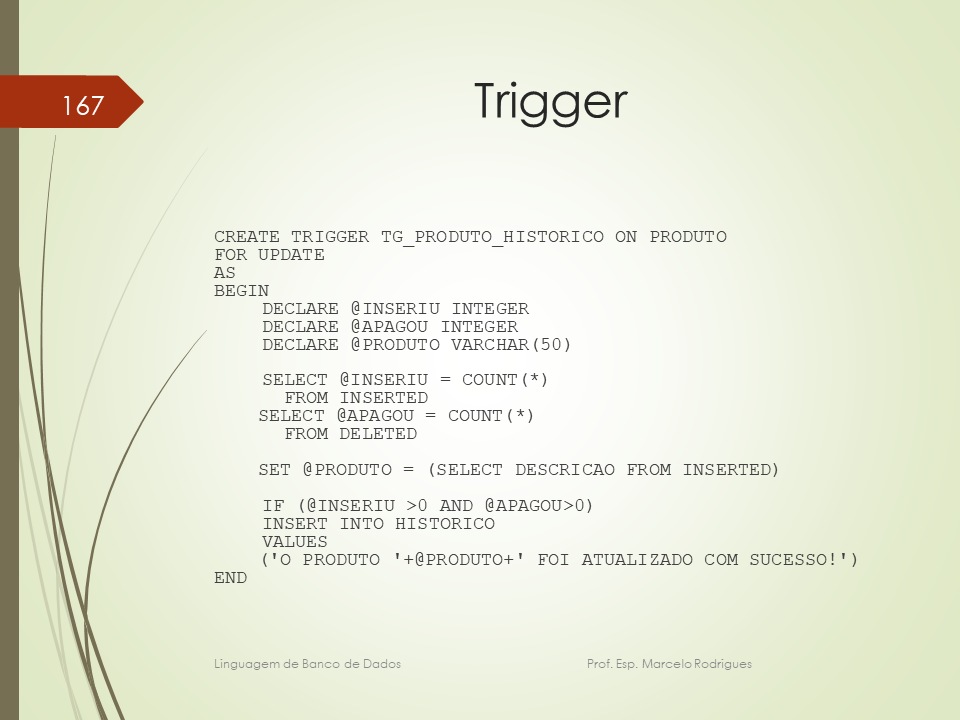 167
Trigger
CREATE TRIGGER TG_PRODUTO_HISTORICO ON PRODUTO
FOR UPDATE
AS
BEGIN
DECLARE @INSERIU INTEGER
DECLARE @APAGOU INTEGER
DECLARE @PRODUTO VARCHAR(50)
SELECT @INSERIU = COUNT(*)
FROM INSERTED
SELECT @APAGOU = COUNT(*)
FROM DELETED
SET @PRODUTO = (SELECT DESCRICAO FROM INSERTED)
IF (@INSERIU >0 AND @APAGOU>0)
INSERT INTO HISTORICO
VALUES
('O PRODUTO '+@PRODUTO+' FOI ATUALIZADO COM SUCESSO!')
END
Linguagem de Banco de Dados Prof. Esp. Marcelo Rodrigues